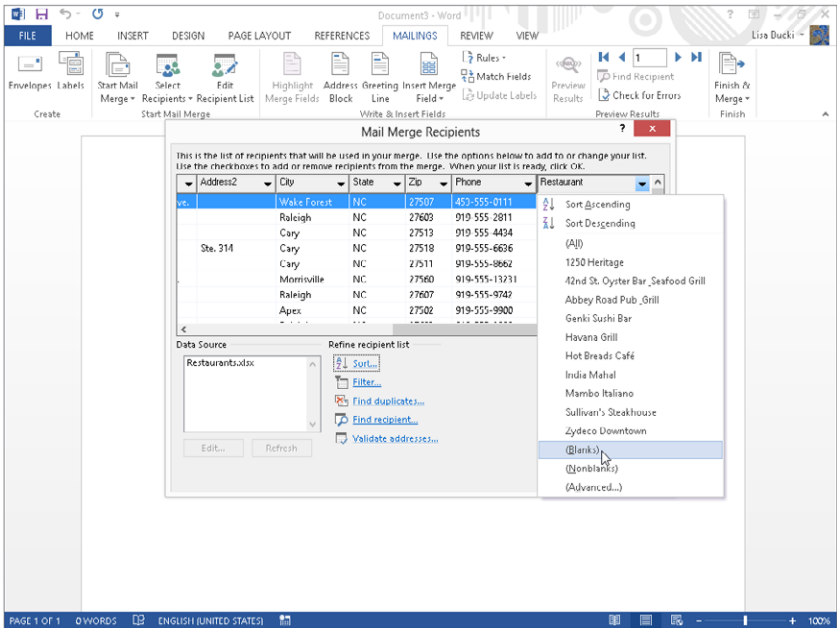 Document3 - Word
FILE HOME INSERT DESIGN PAGE LAYOUT REFERENCES MAILINGS REVIEW VIEW
Envelopes Labels
Create
Start Mail Merge
Select Recipients
Edit Recipient List
Start Mail Merge
Highlight Merge Fields
Address Block
Greeting Line
Insert Merge Field
Rules
Match Fields
Update Labels
Write & Insert Fields
Preview Results
1
Find Recipient
Check for Errors
Preview Results
Finish & Merge
Finish
Mail Merge Recipients
This is the list of recipients that will be used in your merge. Use the options below to add to or change your list.
Use the checkboxes to add or remove recipients from the merge. When your list is ready, click OK.
Address2 City State Zip Phone Restaurant
ve. Wake Forest NC 27587 453-555-0111
Raleigh NC 27603 919-555-2811
Cary NC 27513 919-555-4434
Ste. 314 Cary NC 27518 919-555-6636
Cary NC 27511 919-555-8662
Morrisville NC 27560 919-555-13231
Raleigh NC 27607 919-555-9742
Apex NC 27502 919-555-9900
Sort Ascending
Sort Descending
(All)
1250 Heritage
42nd St. Oyster Bar _Seafood Grill
Abbey Road Pub _Grill
Genki Sushi Bar
Havana Grill
Hot Breads Café
India Mahal
Mambo Italiano
Sullivan's Steakhouse
Zydeco Downtown
(Blanks)
(Nonblanks)
(Advanced...)
Data Source
Restaurants.xlsx
Edit... Refresh
Refine recipient list
Sort...
Filter...
Find duplicates...
Find recipient...
Validate addresses...
PAGE 1 OF 1 0 WORDS ENGLISH (UNITED STATES) 100%